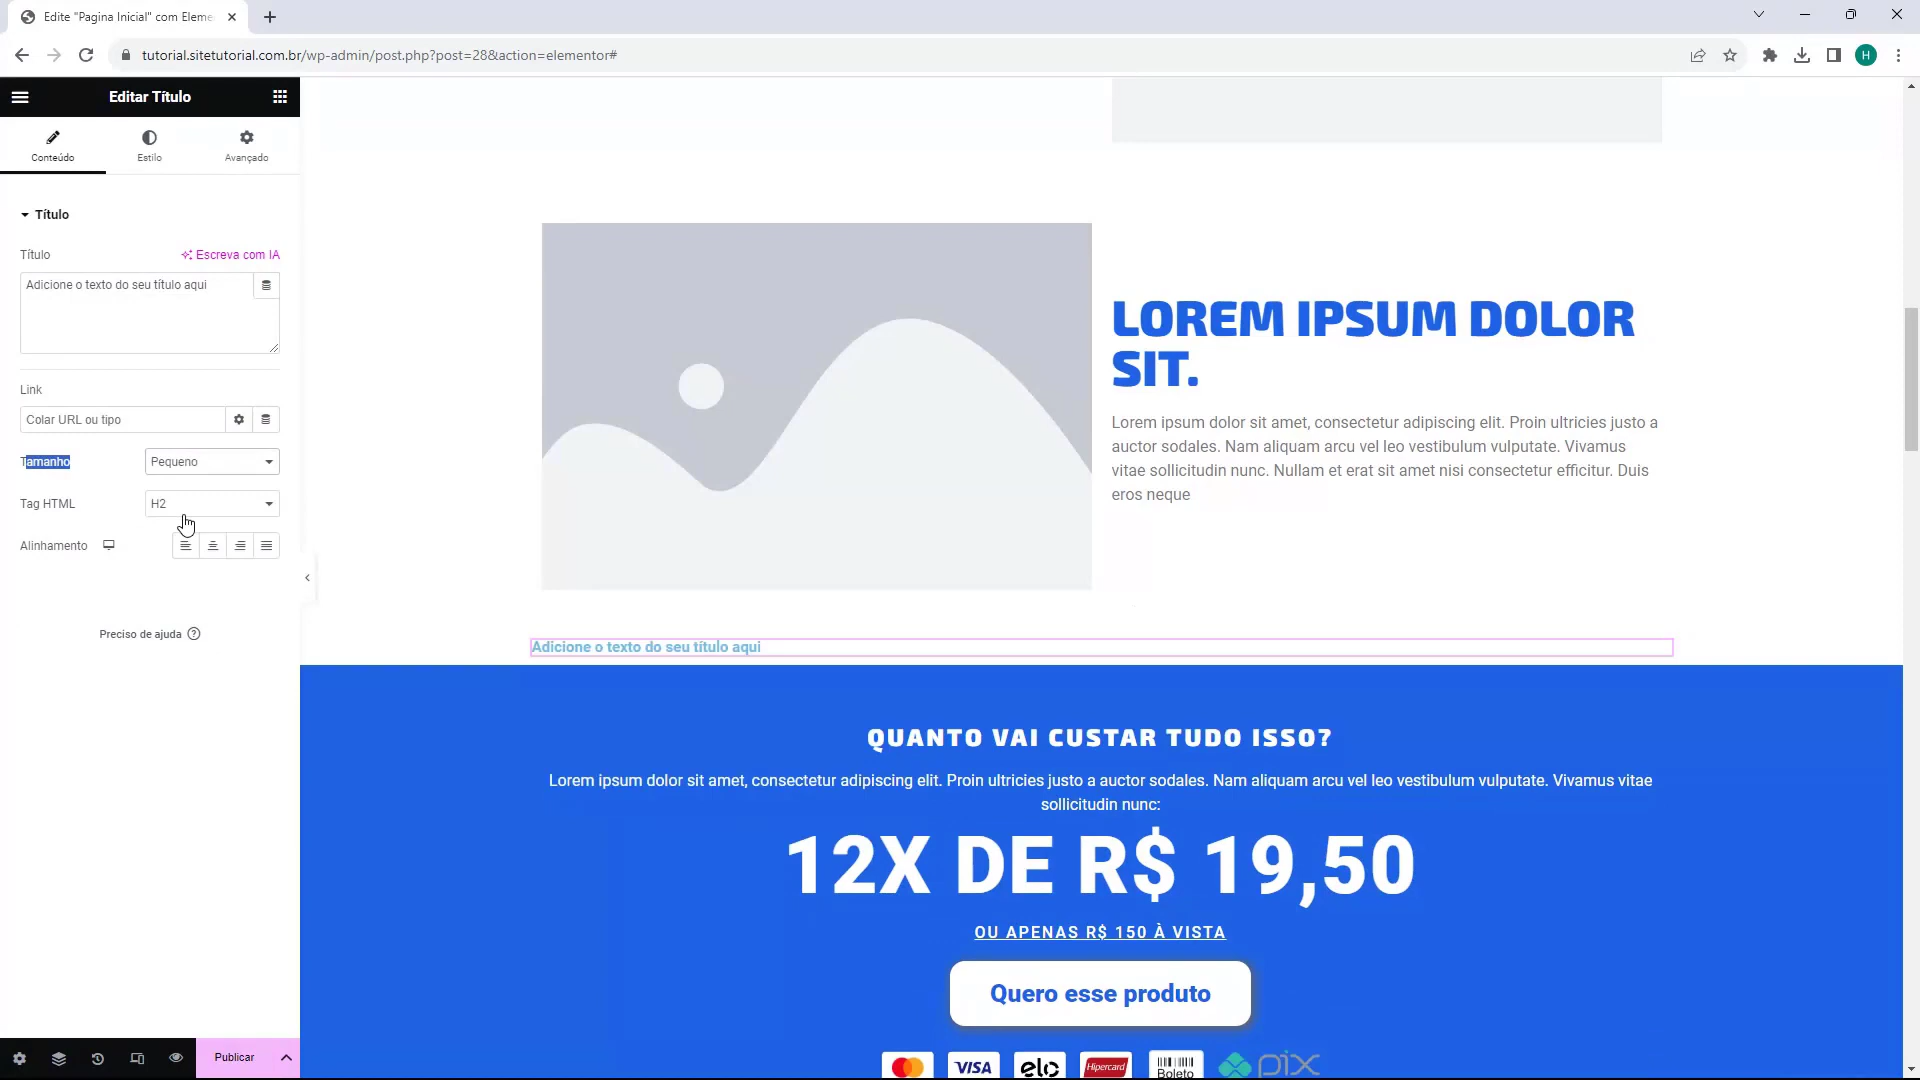 Edite "Pagina Inicial" com Eleme
tutorial.sitetutorial.com.br/wp-admin/post.php?post=28&action=elementor#
H
Editar Título
Conteúdo
Estilo
Avançado
Título
Título
Escreva com IA
Adicione o texto do seu título aqui
Link
Colar URL ou tipo
Tamanho
Pequeno
Tag HTML
H2
Alinhamento
Preciso de ajuda
Publicar
LOREM IPSUM DOLOR
SIT.
Lorem ipsum dolor sit amet, consectetur adipiscing elit. Proin ultricies justo a
auctor sodales. Nam aliquam arcu vel leo vestibulum vulputate. Vivamus
vitae sollicitudin nunc. Nullam et erat sit amet nisi consectetur efficitur. Duis
eros neque
Adicione o texto do seu título aqui
QUANTO VAI CUSTAR TUDO ISSO?
Lorem ipsum dolor sit amet, consectetur adipiscing elit. Proin ultricies justo a auctor sodales. Nam aliquam arcu vel leo vestibulum vulputate. Vivamus vitae
sollicitudin nunc:
12X DE R$ 19,50
OU APENAS R$ 150 À VISTA
Quero esse produto
VISA
elo
Hipercard
Boleto
pix